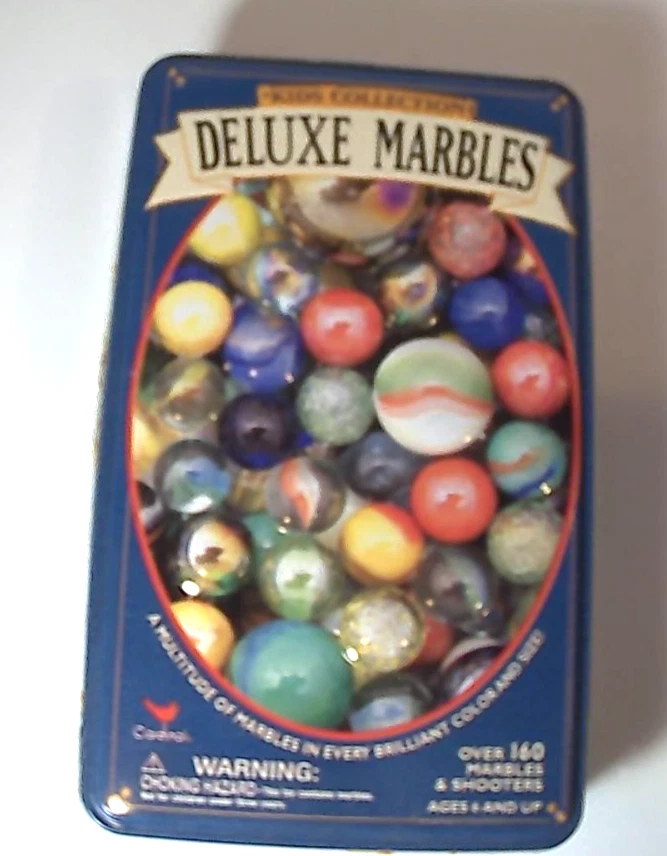 KIDS COLLECTION
DELUXE MARBLES
A MULTITUDE OF MARBLES IN EVERY BRILLIANT COLOR AND SIZE!
Cardinal
OVER 160
MARBLES
& SHOOTERS
AGES 6 AND UP
WARNING:
CHOKING HAZARD-